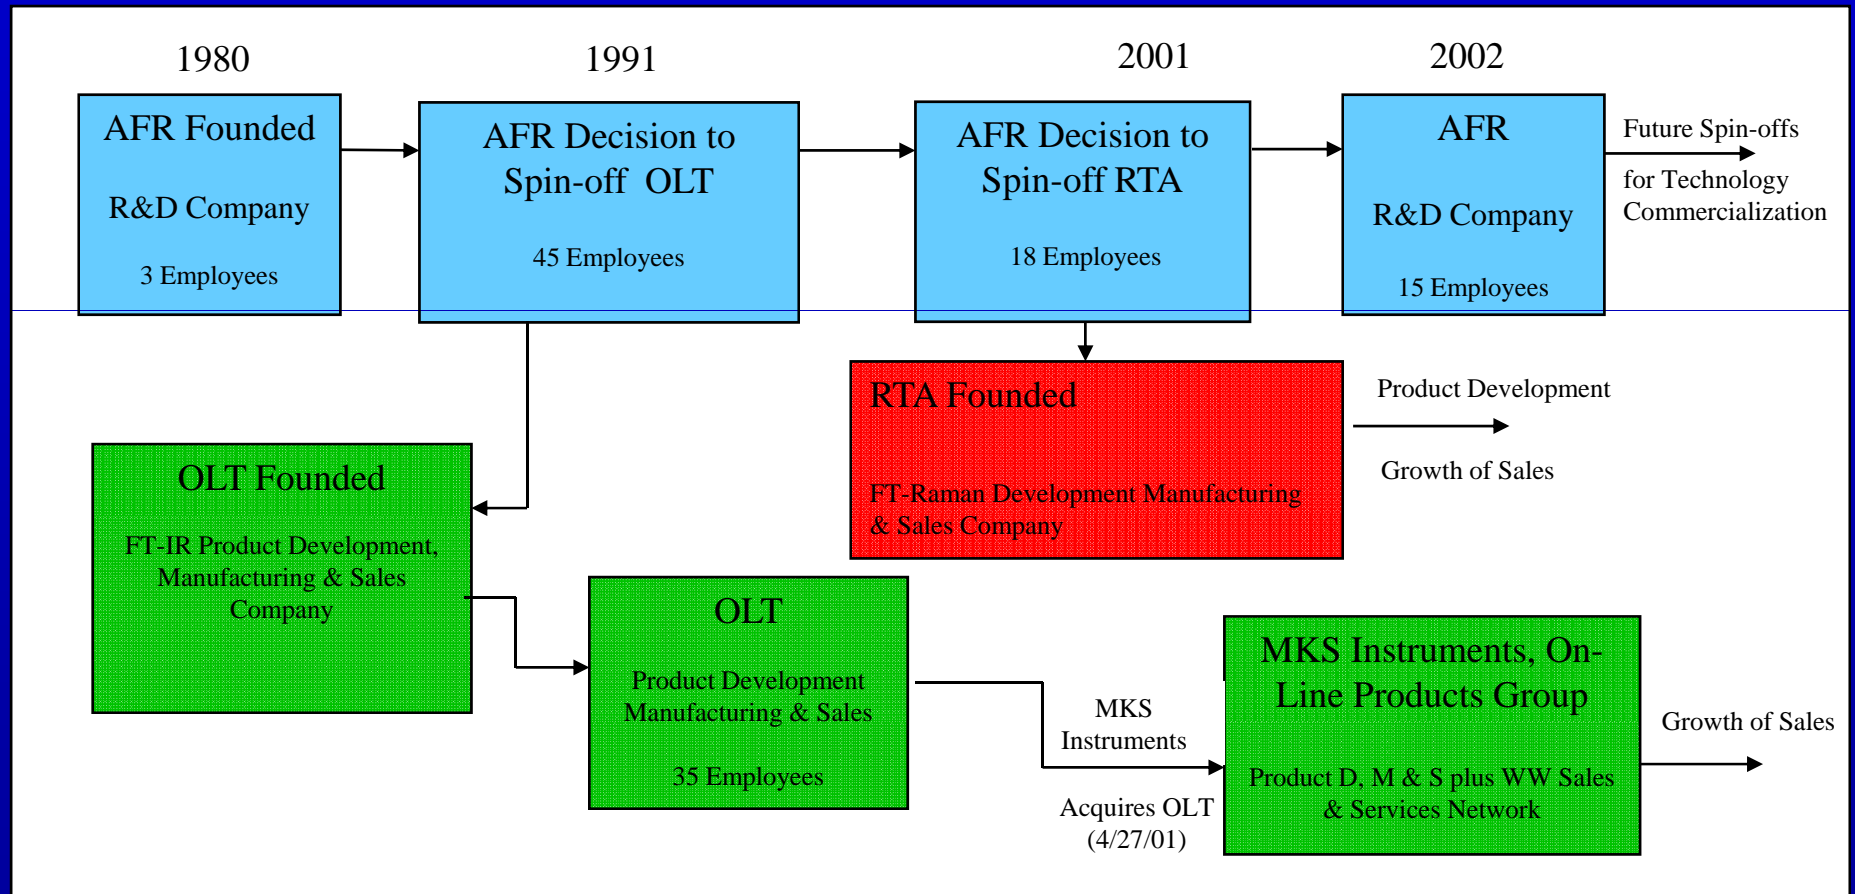 1980
1991
2001
2002
AFR Founded
R&D Company
3 Employees
AFR Decision to
Spin-off OLT
45 Employees
AFR Decision to
Spin-off RTA
18 Employees
AFR
R&D Company
15 Employees
Future Spin-offs
for Technology
Commercialization
RTA Founded
FT-Raman Development Manufacturing
& Sales Company
Product Development
Growth of Sales
OLT Founded
FT-IR Product Development,
Manufacturing & Sales
Company
OLT
Product Development
Manufacturing & Sales
35 Employees
MKS
Instruments
Acquires OLT
(4/27/01)
MKS Instruments, On-
Line Products Group
Product D, M & S plus WW Sales
& Services Network
Growth of Sales